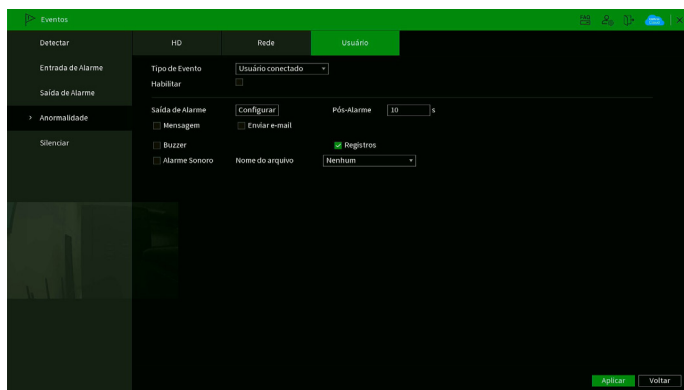 Eventos
Detectar
HD
Rede
Usuário
Entrada de Alarme
Tipo de Evento
Usuário conectado
Habilitar
Saída de Alarme
Saída de Alarme
Configurar
Pós-Alarme
10
s
Anormalidade
Mensagem
Enviar e-mail
Silenciar
Buzzer
Registros
Alarme Sonoro
Nome do arquivo
Nenhum
Aplicar
Voltar